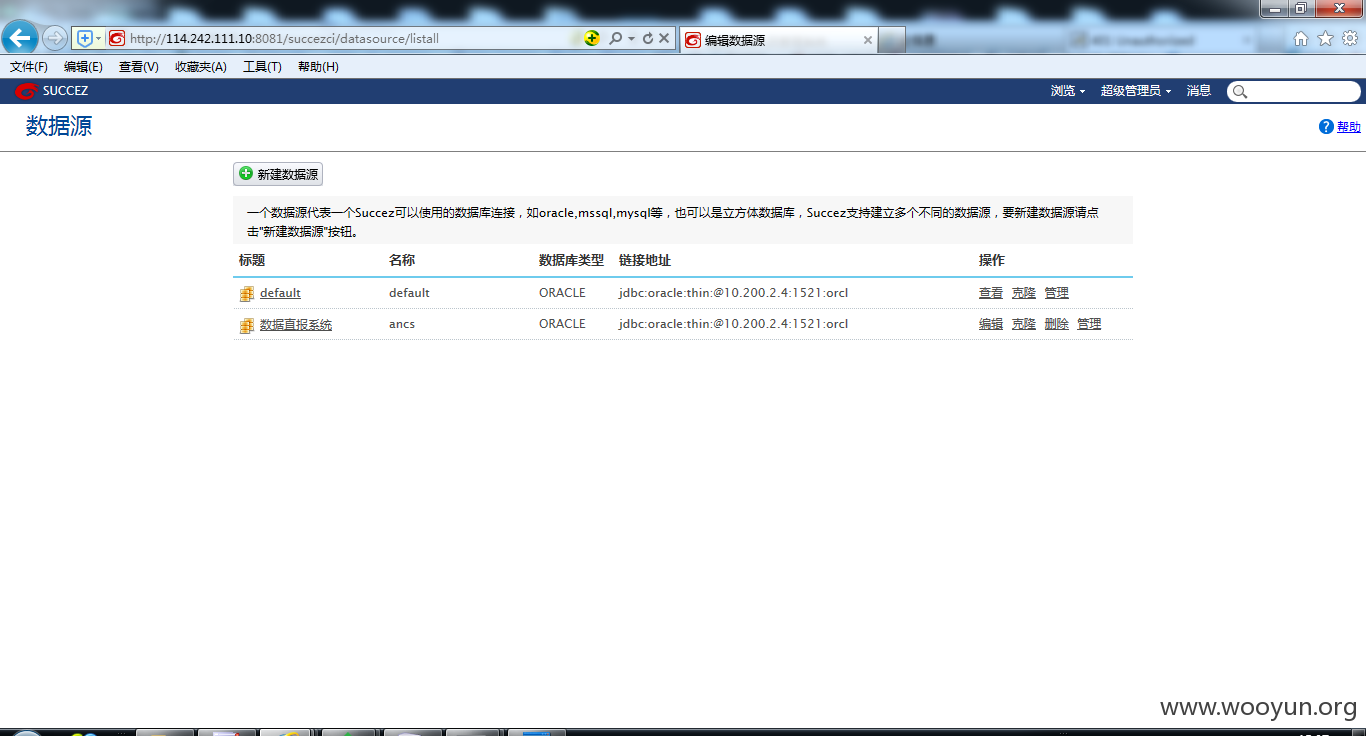 http://114.242.111.10:8081/succezci/datasource/listall
编辑数据源
文件(F) 编辑(E) 查看(V) 收藏夹(A) 工具(T) 帮助(H)
SUCCEZ 浏览 超级管理员 消息
数据源
帮助
新建数据源
一个数据源代表一个Succez可以使用的数据库连接，如oracle,mssql,mysql等，也可以是立方体数据库，Succez支持建立多个不同的数据源，要新建数据源请点
击"新建数据源"按钮。
标题 名称 数据库类型 链接地址 操作
default default ORACLE jdbc:oracle:thin:@10.200.2.4:1521:orcl 查看 克隆 管理
数据直报系统 ancs ORACLE jdbc:oracle:thin:@10.200.2.4:1521:orcl 编辑 克隆 删除 管理
www.wooyun.org